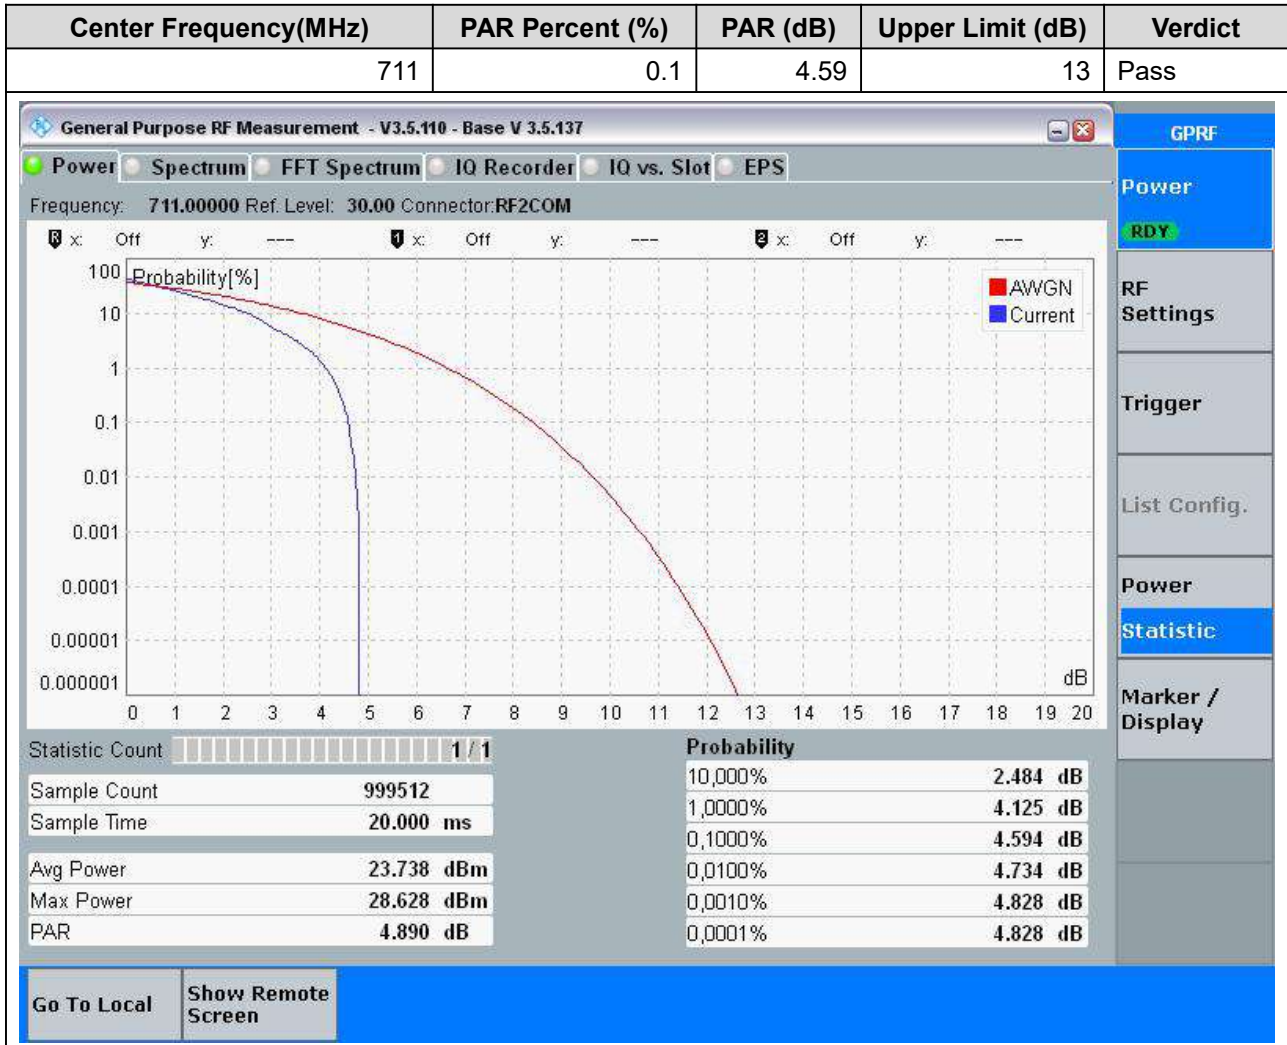 Center Frequency(MHz) PAR Percent (%) PAR (dB) Upper Limit (dB) Verdict
711 0.1 4.59 13 Pass
General Purpose RF Measurement - V3.5.110 - Base V 3.5.137
GPRF
Power Spectrum FFT Spectrum IQ Recorder IQ vs. Slot EPS
Frequency: 711.00000 Ref. Level: 30.00 Connector:RF2COM
R x: Off y: --- 1 x: Off y: --- 2 x: Off y: ---
Probability[%]
AWGN
Current
100
10
1
0.1
0.01
0.001
0.0001
0.00001
0.000001
dB
0 1 2 3 4 5 6 7 8 9 10 11 12 13 14 15 16 17 18 19 20
Statistic Count 1 / 1
Sample Count 999512
Sample Time 20.000 ms
Avg Power 23.738 dBm
Max Power 28.628 dBm
PAR 4.890 dB
Probability
10,000% 2.484 dB
1,0000% 4.125 dB
0,1000% 4.594 dB
0,0100% 4.734 dB
0,0010% 4.828 dB
0,0001% 4.828 dB
Power
RDY
RF
Settings
Trigger
List Config.
Power
Statistic
Marker /
Display
Go To Local
Show Remote
Screen